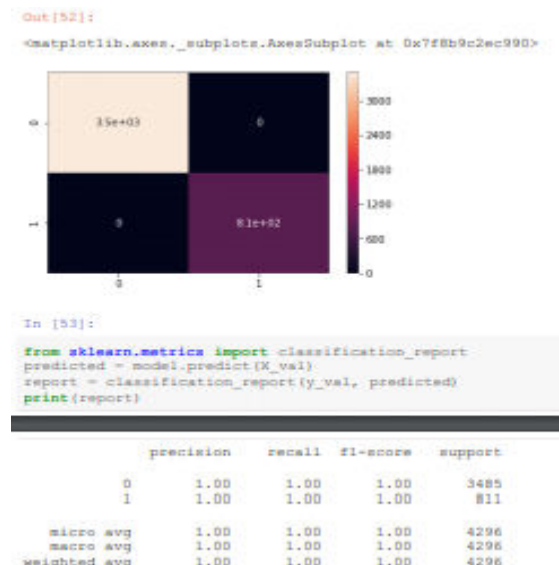 Out[52]:
<matplotlib.axes._subplots.AxesSubplot at 0x7f8b9c2ec990>
3000
0 3.5e+03 0
2400
1800
1200
1 0 8.1e+02
600
0
0 1
In [53]:
from sklearn.metrics import classification_report
predicted = model.predict(X_val)
report = classification_report(y_val, predicted)
print(report)
precision recall f1-score support
0 1.00 1.00 1.00 3485
1 1.00 1.00 1.00 811
micro avg 1.00 1.00 1.00 4296
macro avg 1.00 1.00 1.00 4296
weighted avg 1.00 1.00 1.00 4296